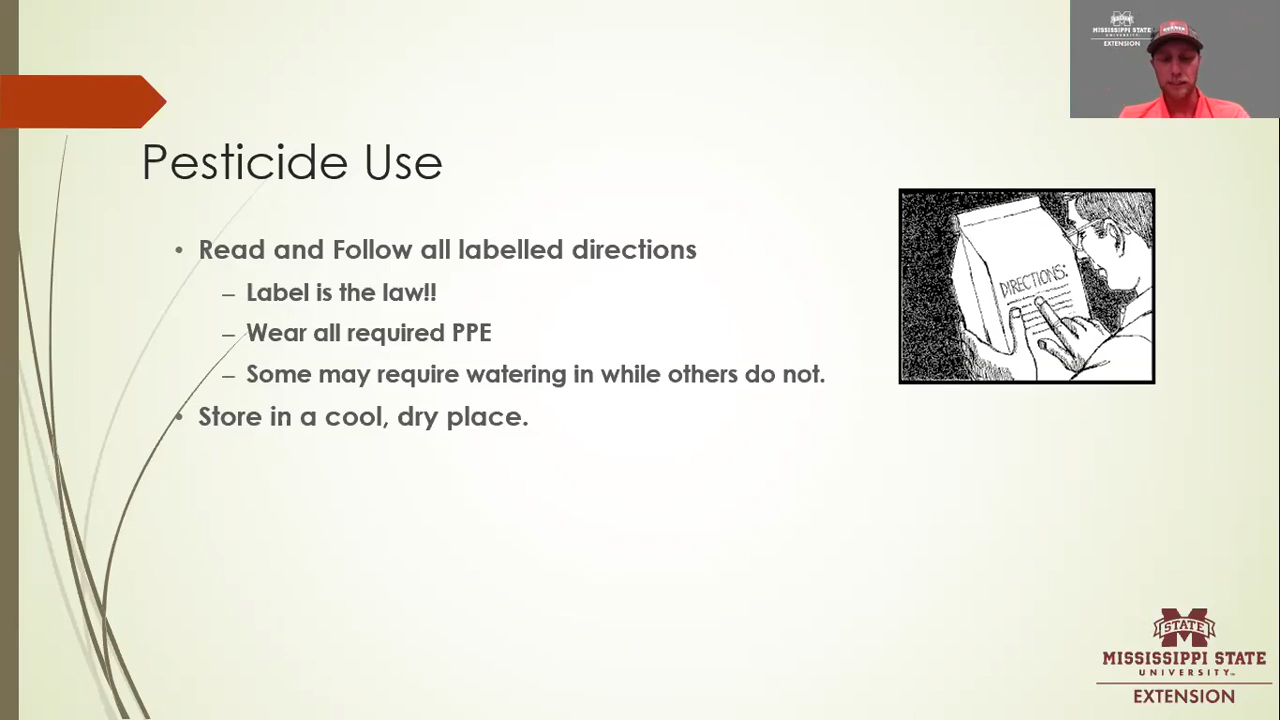 MISSISSIPPI STATE
UNIVERSITY
EXTENSION
Pesticide Use
• Read and Follow all labelled directions
– Label is the law!!
– Wear all required PPE
– Some may require watering in while others do not.
• Store in a cool, dry place.
DIRECTIONS:
STATE
MISSISSIPPI STATE
UNIVERSITY™
EXTENSION